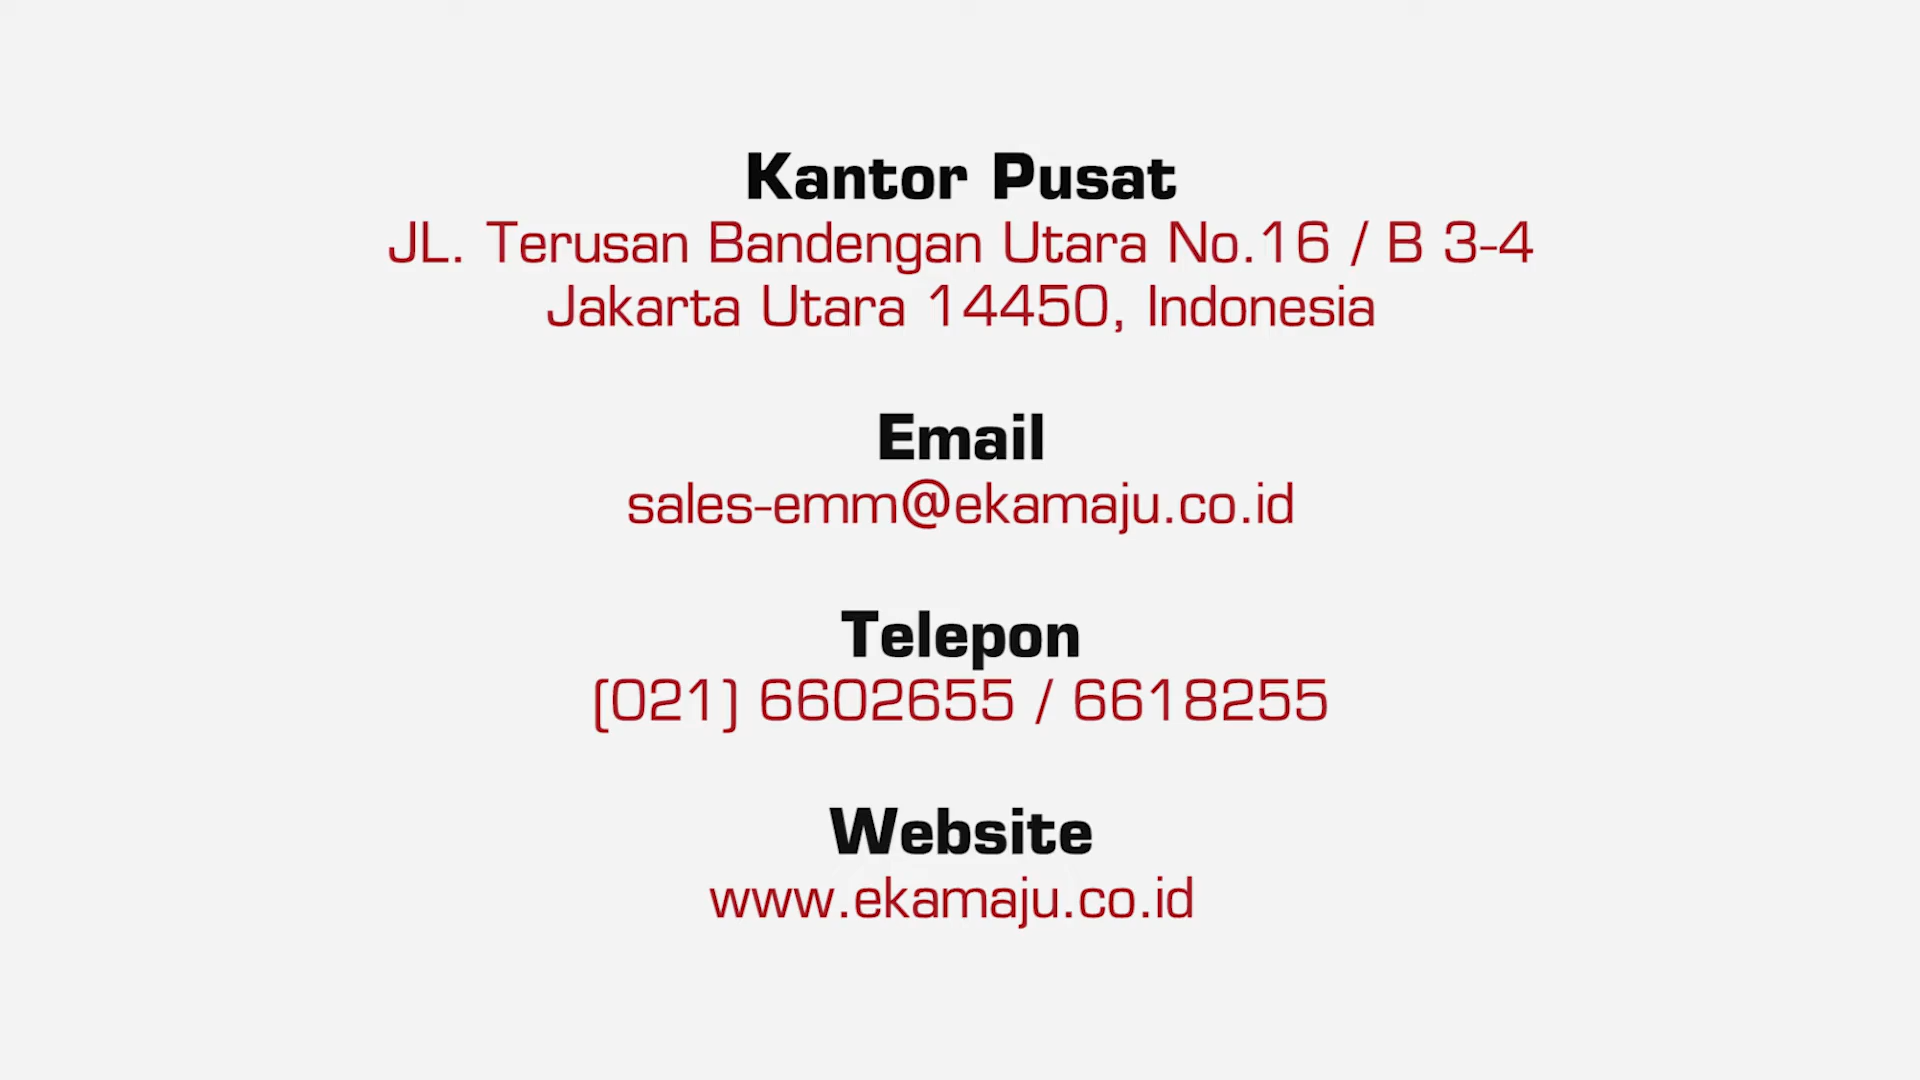 Kantor Pusat
JL. Terusan Bandengan Utara No.16 / B 3-4
Jakarta Utara 14450, Indonesia
Email
sales-emm@ekamaju.co.id
Telepon
(021) 6602655 / 6618255
Website
www.ekamaju.co.id